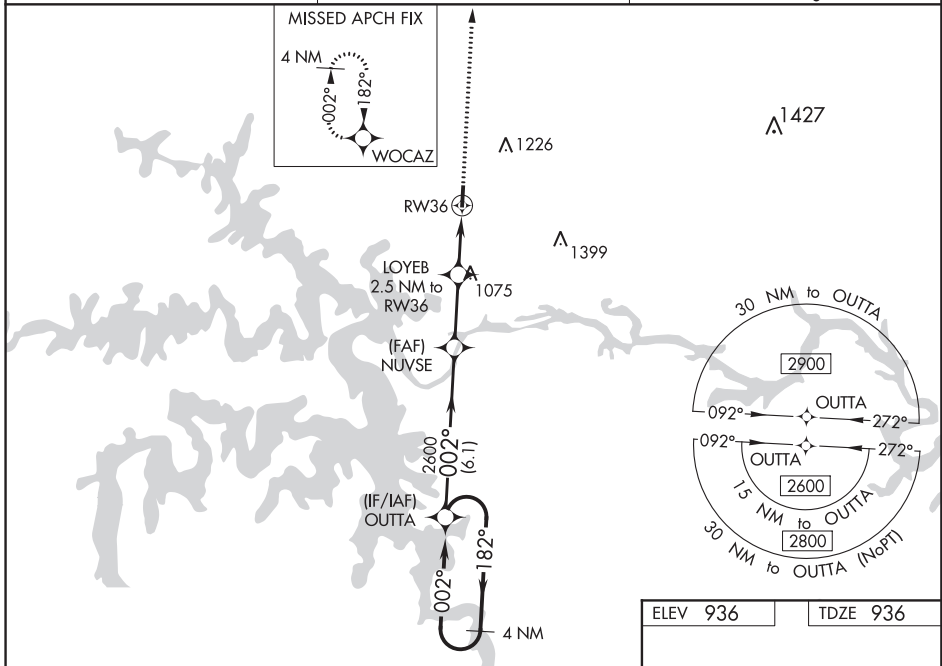 MISSED APCH FIX
4 NM
002°
182°
WOCAZ
1427
1226
RW36
1399
LOYEB
2.5 NM to
RW36
1075
(FAF)
NUVSE
30 NM to OUTTA
2900
OUTTA
092°
272°
092°
272°
OUTTA
2600
15 NM to OUTTA
2800
30 NM to OUTTA (NoPT)
2600
002°
(6.1)
(IF/IAF)
OUTTA
182°
002°
4 NM
ELEV 936
TDZE 936